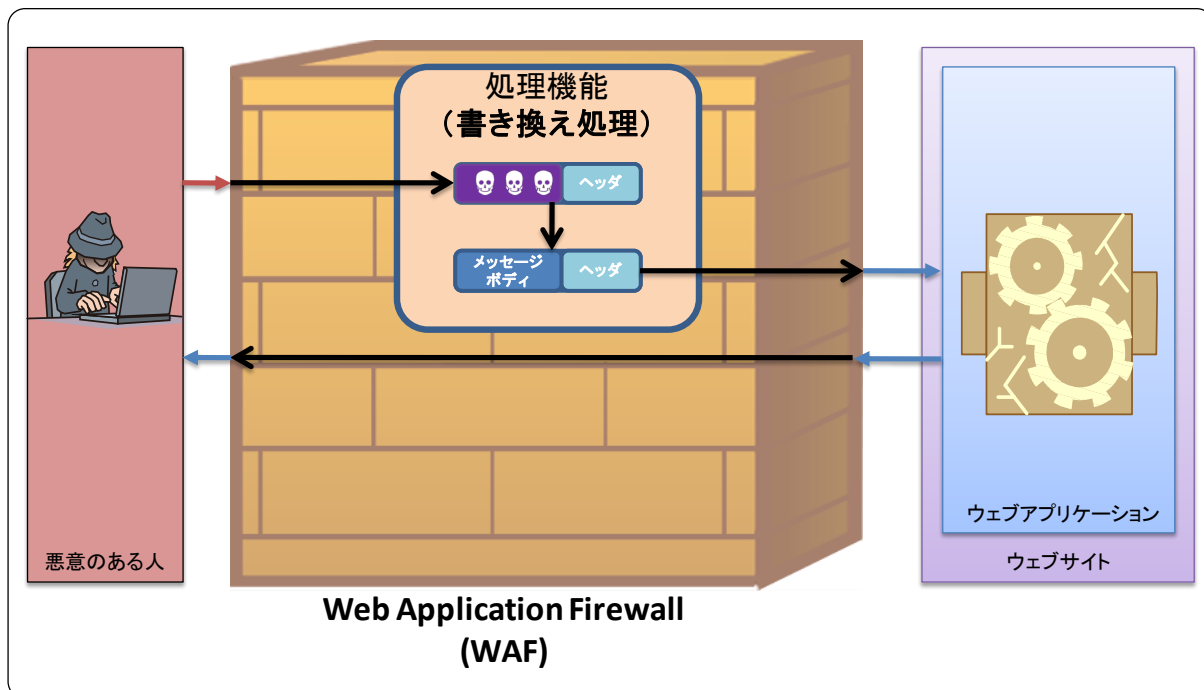 処理機能
（書き換え処理）
ヘッダ
メッセージ
ボディ
ヘッダ
悪意のある人
ウェブアプリケーション
ウェブサイト
Web Application Firewall
(WAF)